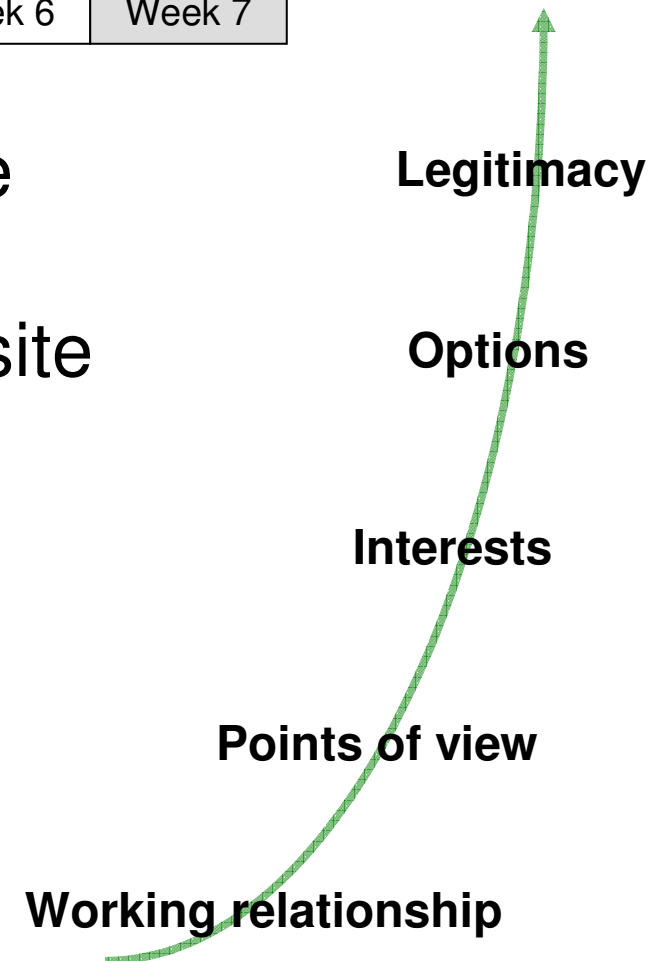 ek 6 Week 7
e
Legitimacy
site
Options
Interests
Points of view
Working relationship